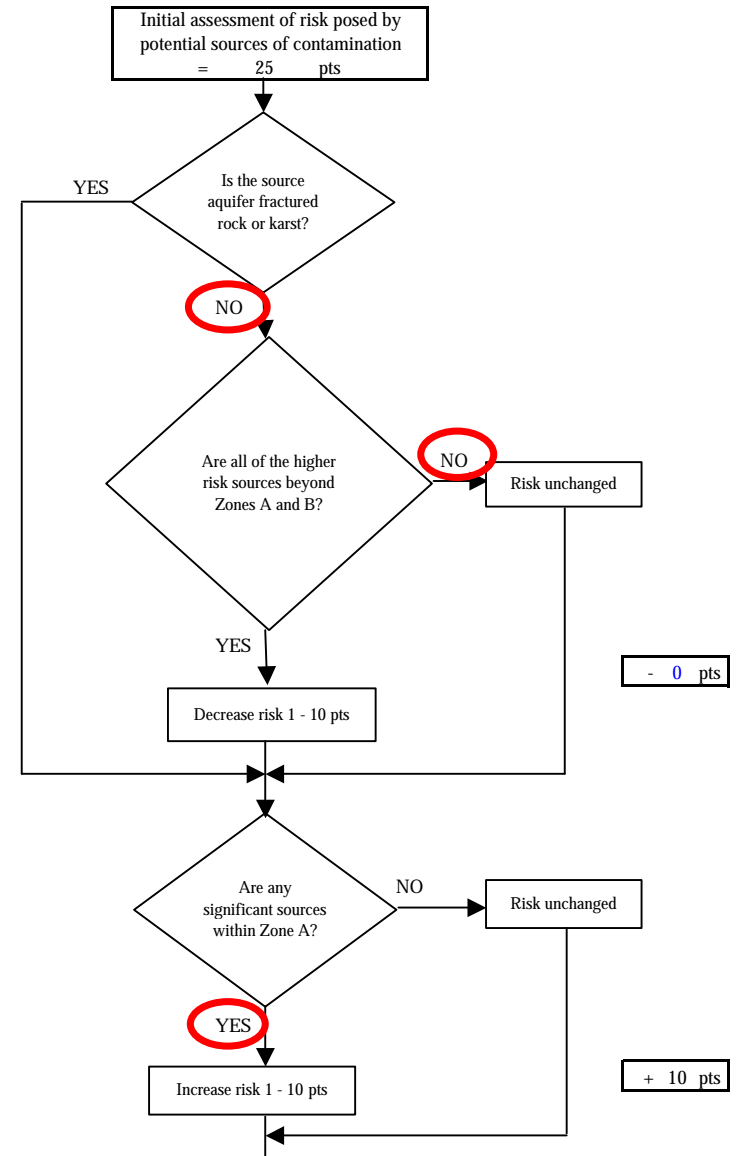 Initial assessment of risk posed by
potential sources of contamination
= 25 pts
YES
Is the source
aquifer fractured
rock or karst?
NO
Are all of the higher
risk sources beyond
Zones A and B?
NO
Risk unchanged
YES
- 0 pts
Decrease risk 1 - 10 pts
Are any
significant sources
within Zone A?
NO
Risk unchanged
YES
Increase risk 1 - 10 pts
+ 10 pts